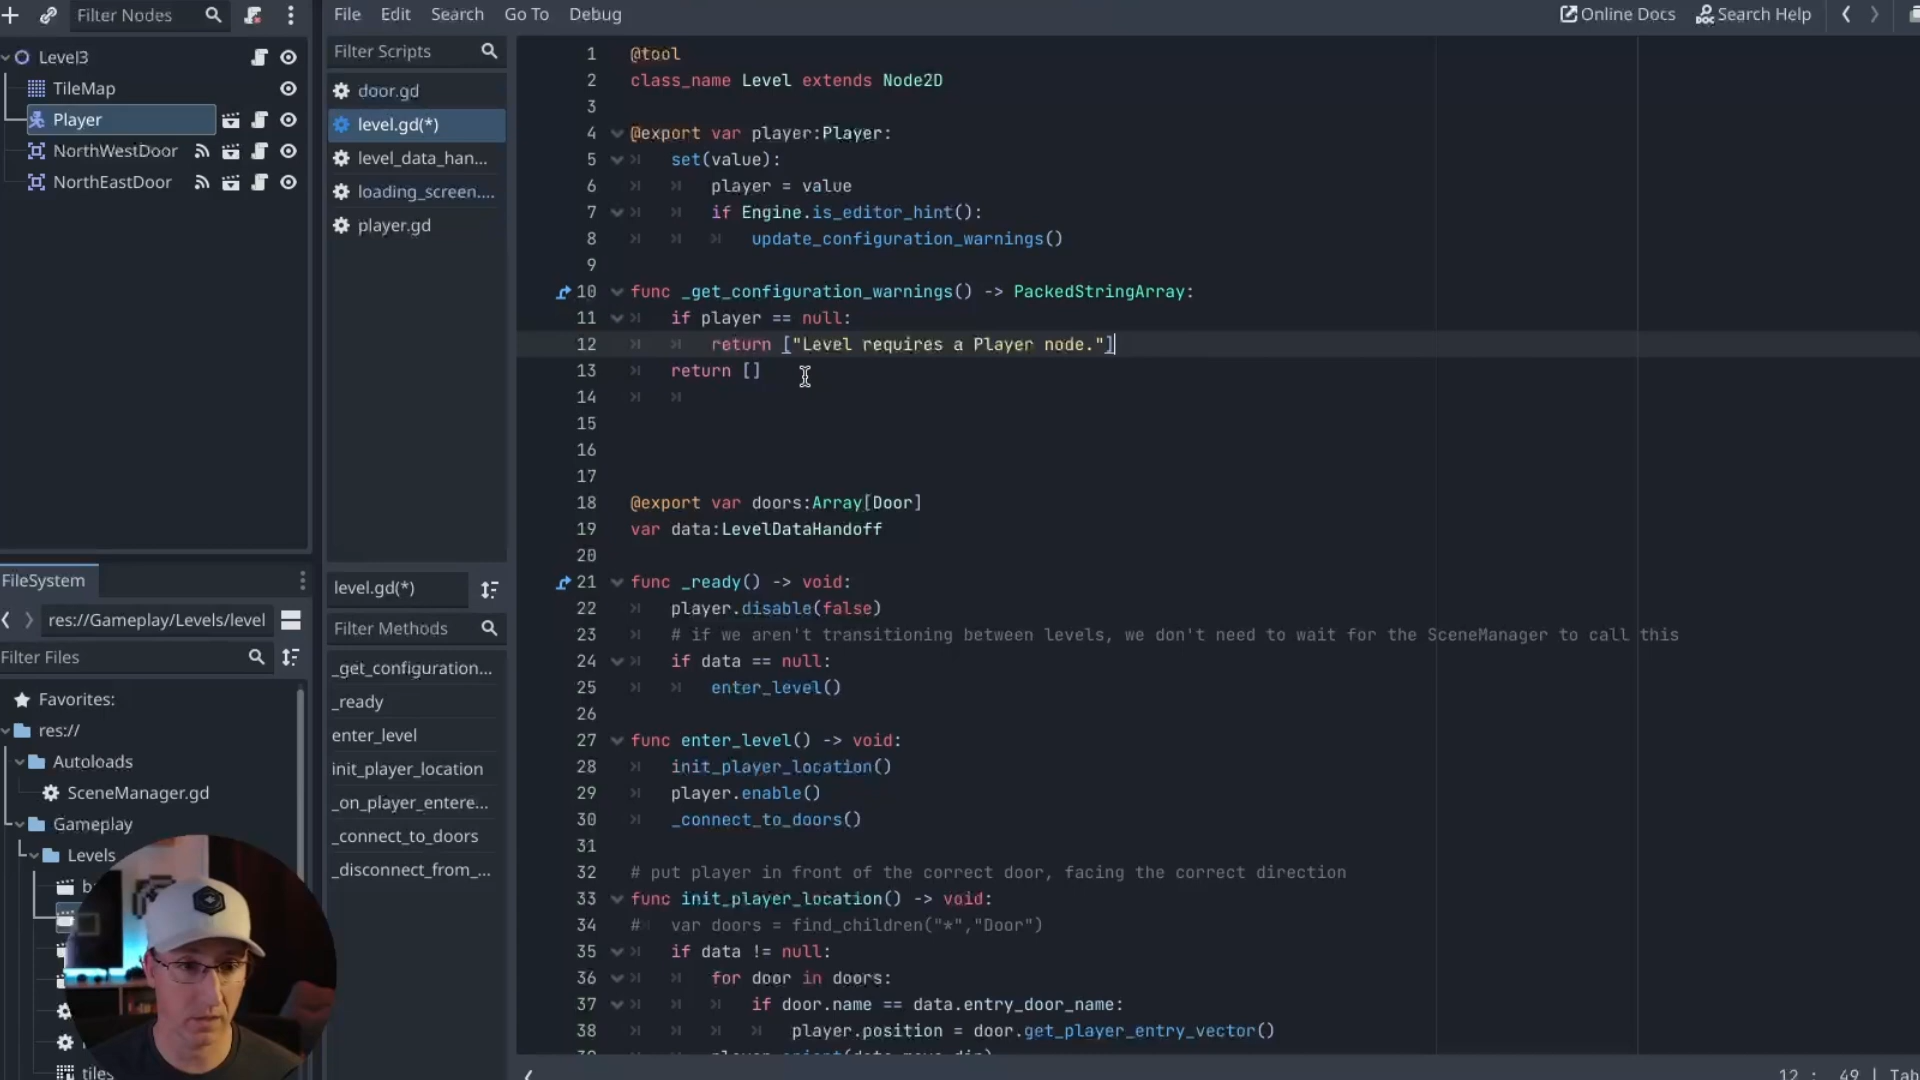 Filter Nodes
Level3
TileMap
Player
NorthWestDoor
NorthEastDoor
FileSystem
res://Gameplay/Levels/level
Filter Files
Favorites:
res://
Autoloads
SceneManager.gd
Gameplay
Levels
b
tiles
File Edit Search Go To Debug
Online Docs Search Help
Filter Scripts
door.gd
level.gd(*)
level_data_han...
loading_screen....
player.gd
level.gd(*)
Filter Methods
_get_configuration...
_ready
enter_level
init_player_location
_on_player_entere...
_connect_to_doors
_disconnect_from_...
1 @tool
2 class_name Level extends Node2D
3
4 @export var player:Player:
5 set(value):
6 player = value
7 if Engine.is_editor_hint():
8 update_configuration_warnings()
9
10 func _get_configuration_warnings() -> PackedStringArray:
11 if player == null:
12 return ["Level requires a Player node."]
13 return []
14
15
16
17
18 @export var doors:Array[Door]
19 var data:LevelDataHandoff
20
21 func _ready() -> void:
22 player.disable(false)
23 # if we aren't transitioning between levels, we don't need to wait for the SceneManager to call this
24 if data == null:
25 enter_level()
26
27 func enter_level() -> void:
28 init_player_location()
29 player.enable()
30 _connect_to_doors()
31
32 # put player in front of the correct door, facing the correct direction
33 func init_player_location() -> void:
34 # var doors = find_children("*","Door")
35 if data != null:
36 for door in doors:
37 if door.name == data.entry_door_name:
38 player.position = door.get_player_entry_vector()
12 : 49 | Tab